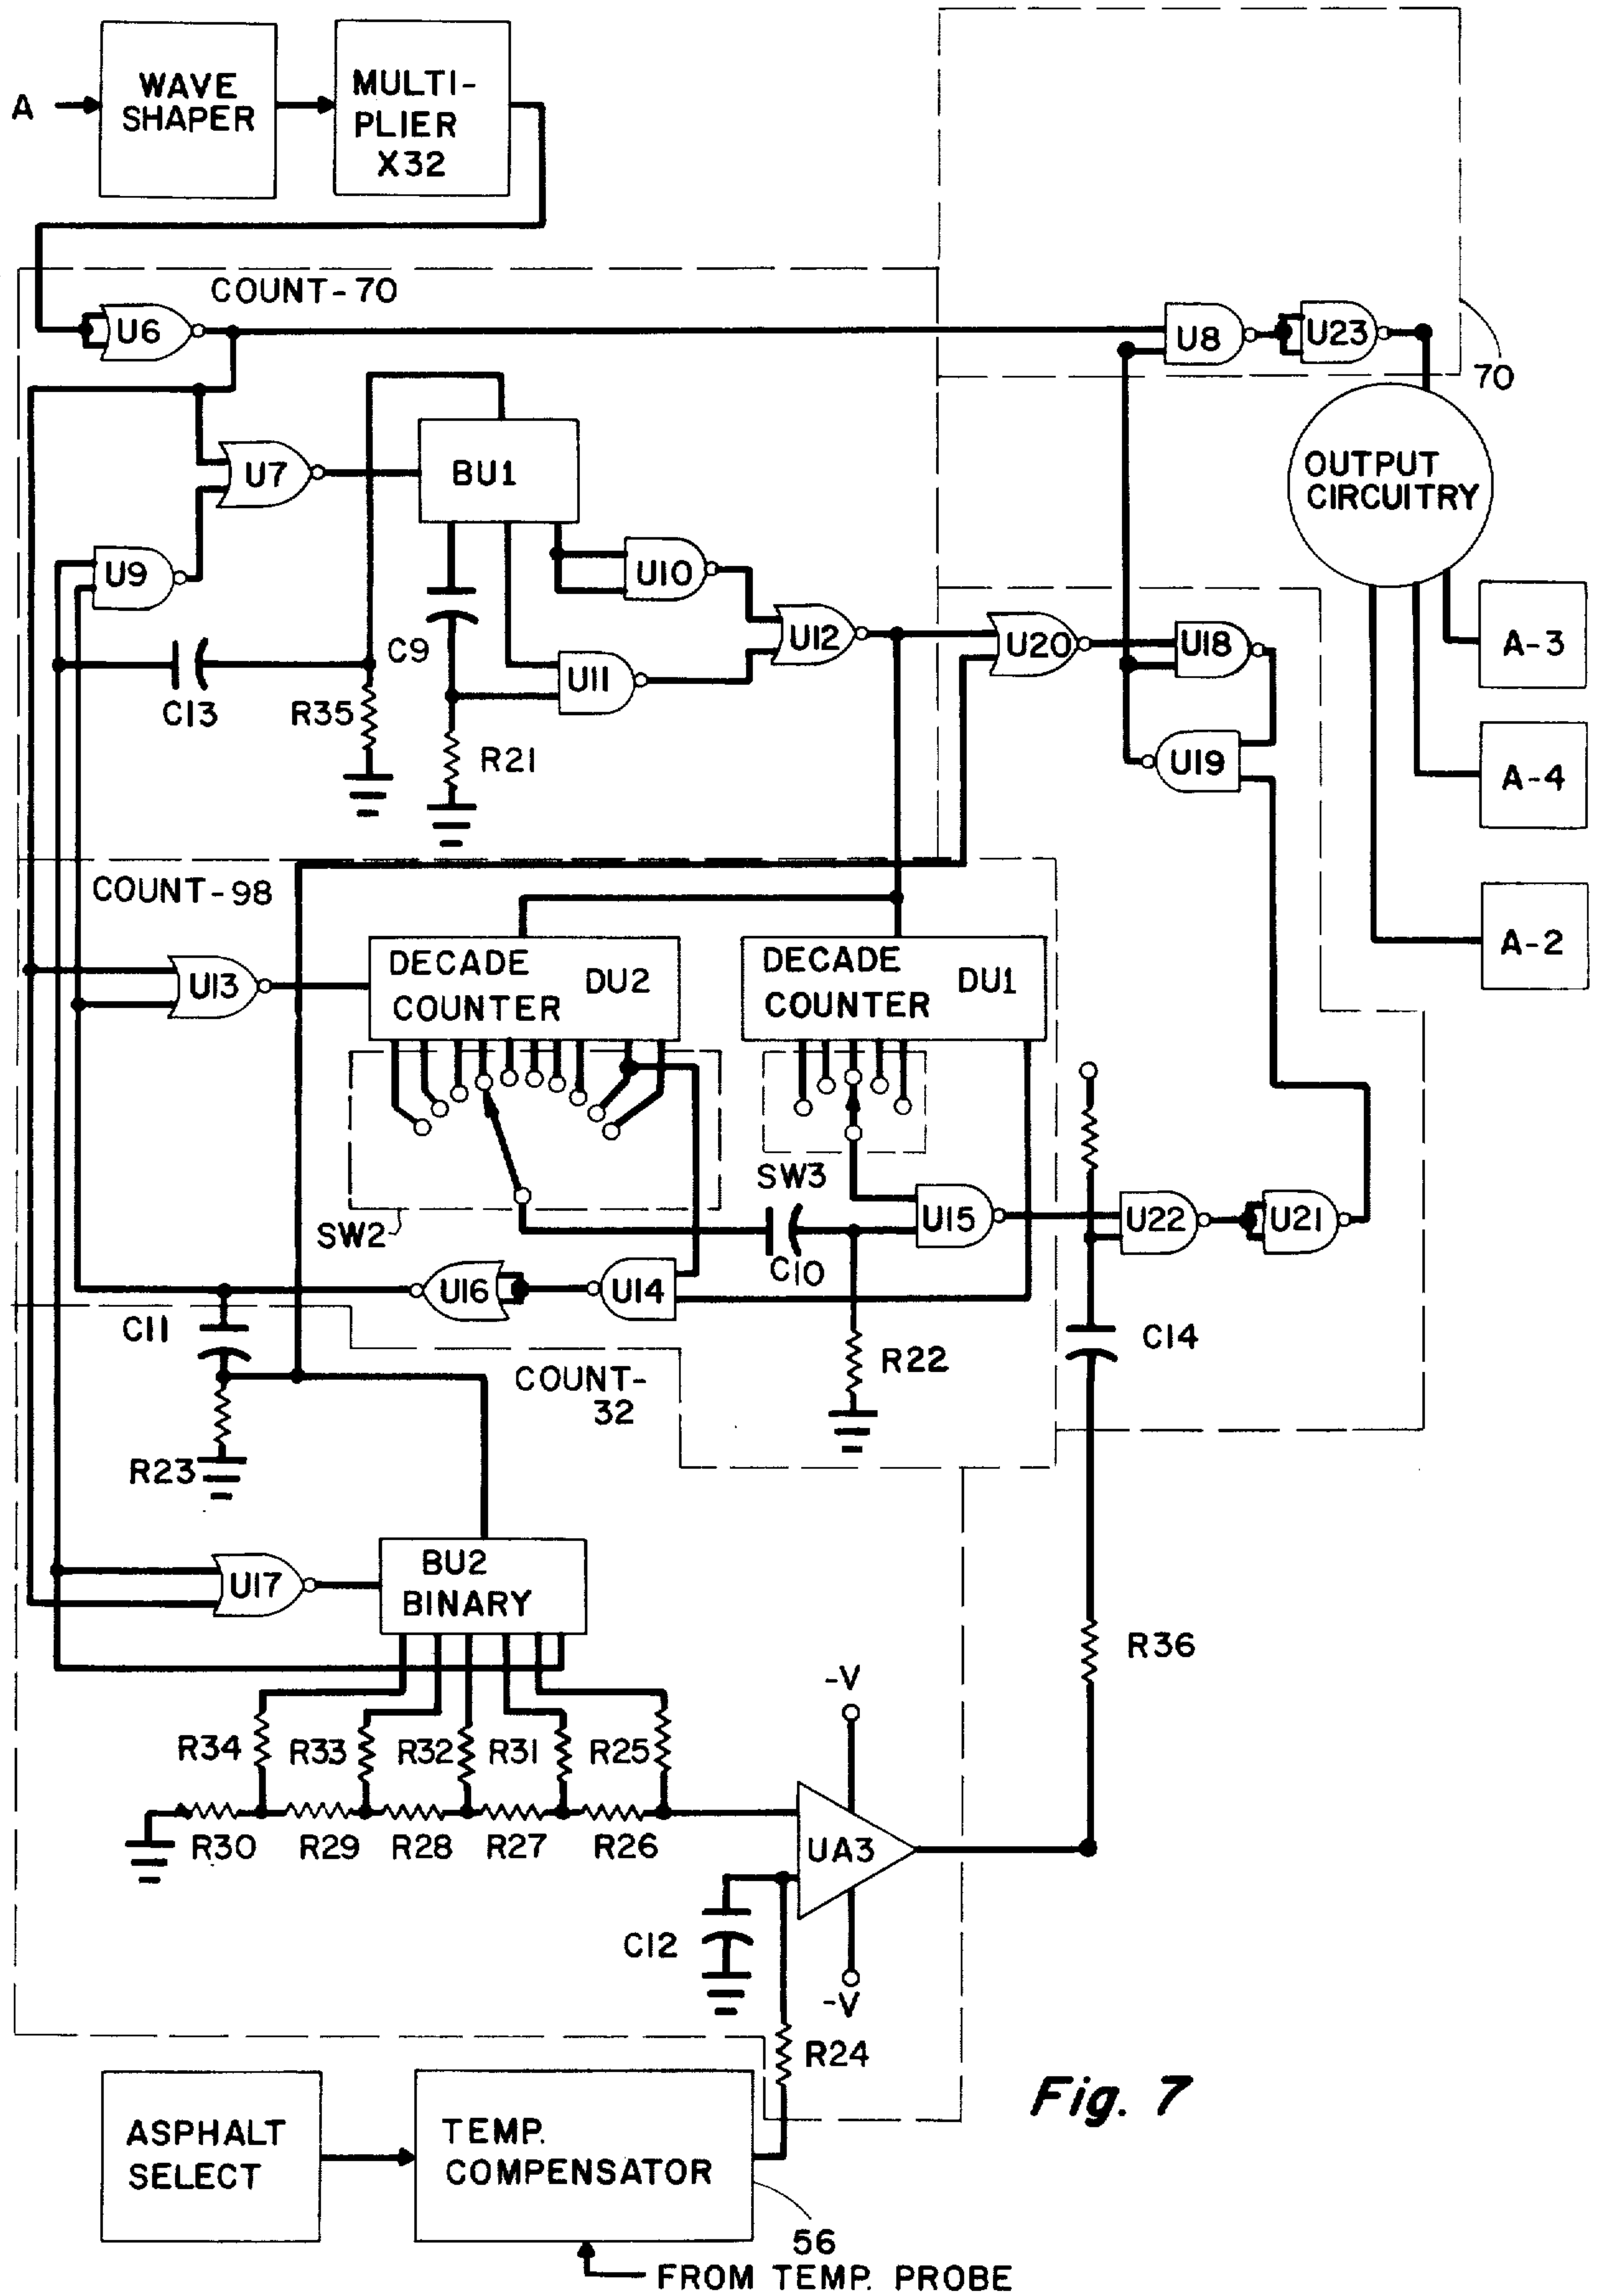 A
WAVE
SHAPER
MULTI-
PLIER
X32
COUNT-70
U6
U8
U23
70
U7
BU1
OUTPUT
CIRCUITRY
U9
U10
C9
U12
U20
U18
A-3
U11
C13
R35
R21
U19
A-4
COUNT-98
A-2
U13
DECADE
COUNTER
DU2
DECADE
COUNTER
DU1
SW3
SW2
C10
U15
U22
U21
U16
U14
C11
COUNT-
32
R22
C14
R23
BU2
BINARY
U17
R36
-V
R34
R33
R32
R31
R25
R30
R29
R28
R27
R26
UA3
C12
-V
R24
Fig. 7
ASPHALT
SELECT
TEMP.
COMPENSATOR
56
FROM TEMP. PROBE